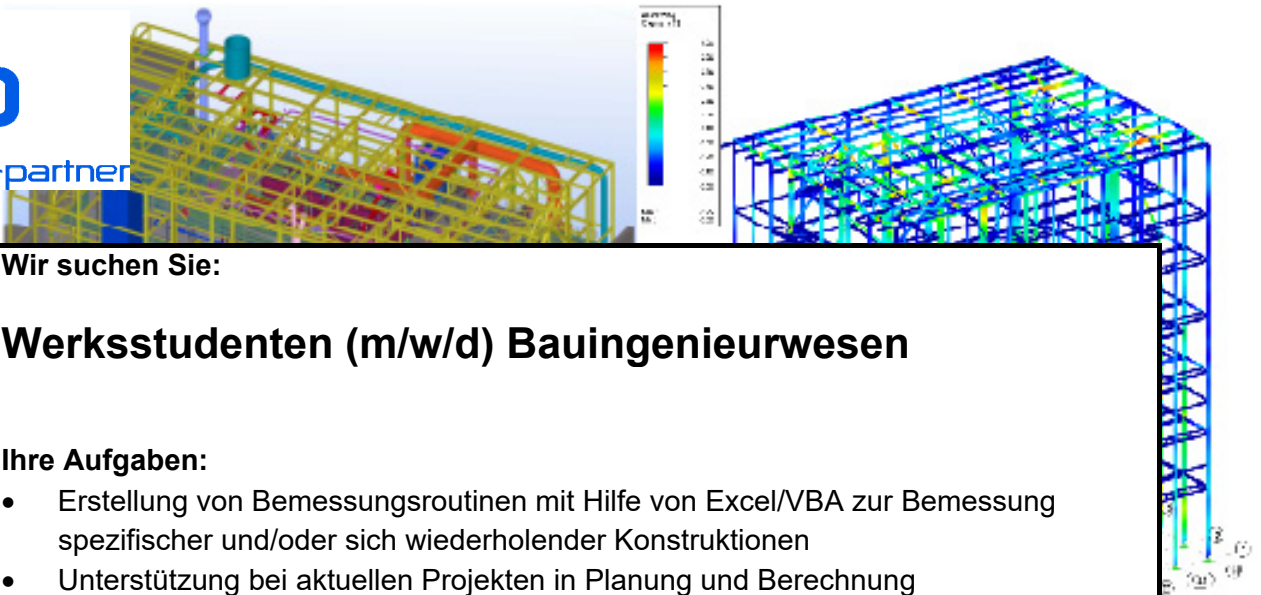 partner
Wir suchen Sie:
Werksstudenten (m/w/d) Bauingenieurwesen
Ihre Aufgaben:
• Erstellung von Bemessungsroutinen mit Hilfe von Excel/VBA zur Bemessung
spezifischer und/oder sich wiederholender Konstruktionen
• Unterstützung bei aktuellen Projekten in Planung und Berechnung